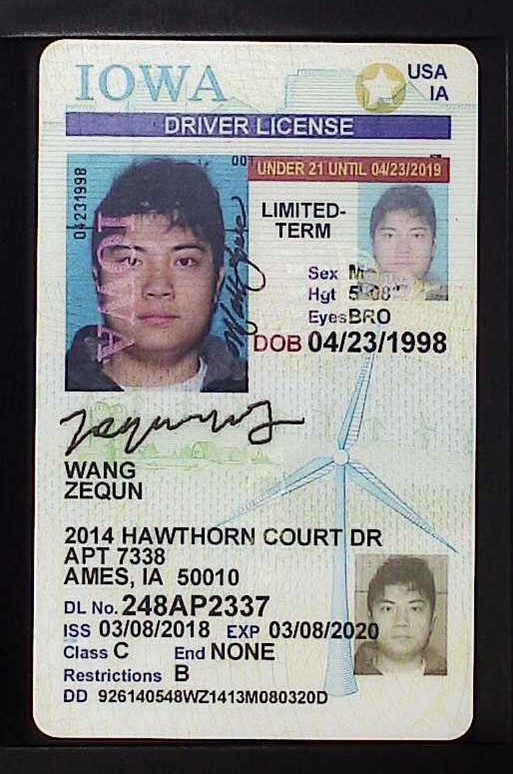 IOWA
USA
IA
DRIVER LICENSE
04231998
UNDER 21 UNTIL 04/23/2019
IOWA
LIMITED-
TERM
Sex M
Hgt 5'-08"
Eyes BRO
DOB 04/23/1998
WANG
ZEQUN
2014 HAWTHORN COURT DR
APT 7338
AMES, IA 50010
DL No. 248AP2337
ISS 03/08/2018 EXP 03/08/2020
Class C End NONE
Restrictions B
DD 926140548WZ1413M080320D